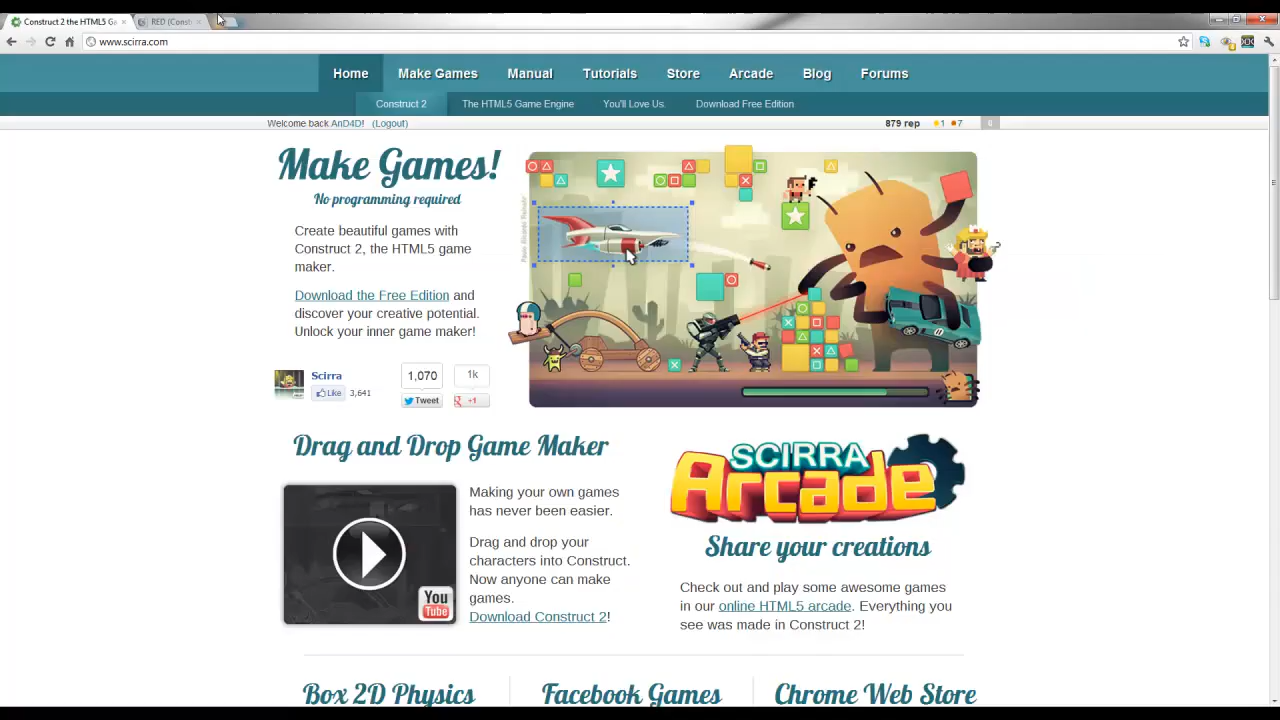 Construct 2 the HTML5 Ga
RED (Const
www.scirra.com
Home
Make Games
Manual
Tutorials
Store
Arcade
Blog
Forums
Construct 2
The HTML5 Game Engine
You'll Love Us.
Download Free Edition
Welcome back AnD4D! (Logout)
879 rep
1
7
0
Make Games!
No programming required
Create beautiful games with
Construct 2, the HTML5 game
maker.
Download the Free Edition and
discover your creative potential.
Unlock your inner game maker!
Scirra
Like
3,641
1,070
Tweet
1k
+1
Drag and Drop Game Maker
You
Tube
Making your own games
has never been easier.
Drag and drop your
characters into Construct.
Now anyone can make
games.
Download Construct 2!
SCIRRA
Arcade
Share your creations
Check out and play some awesome games
in our online HTML5 arcade. Everything you
see was made in Construct 2!
Box 2D Physics
Facebook Games
Chrome Web Store